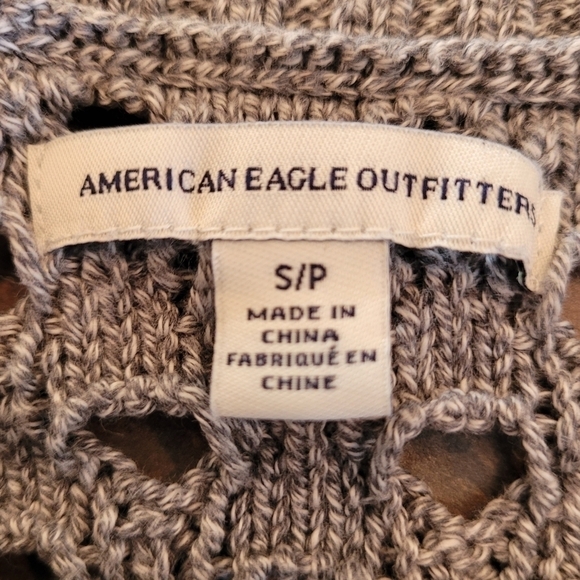 AMERICAN EAGLE OUTFITTERS
S/P
MADE IN
CHINA
FABRIQUÉ EN
CHINE